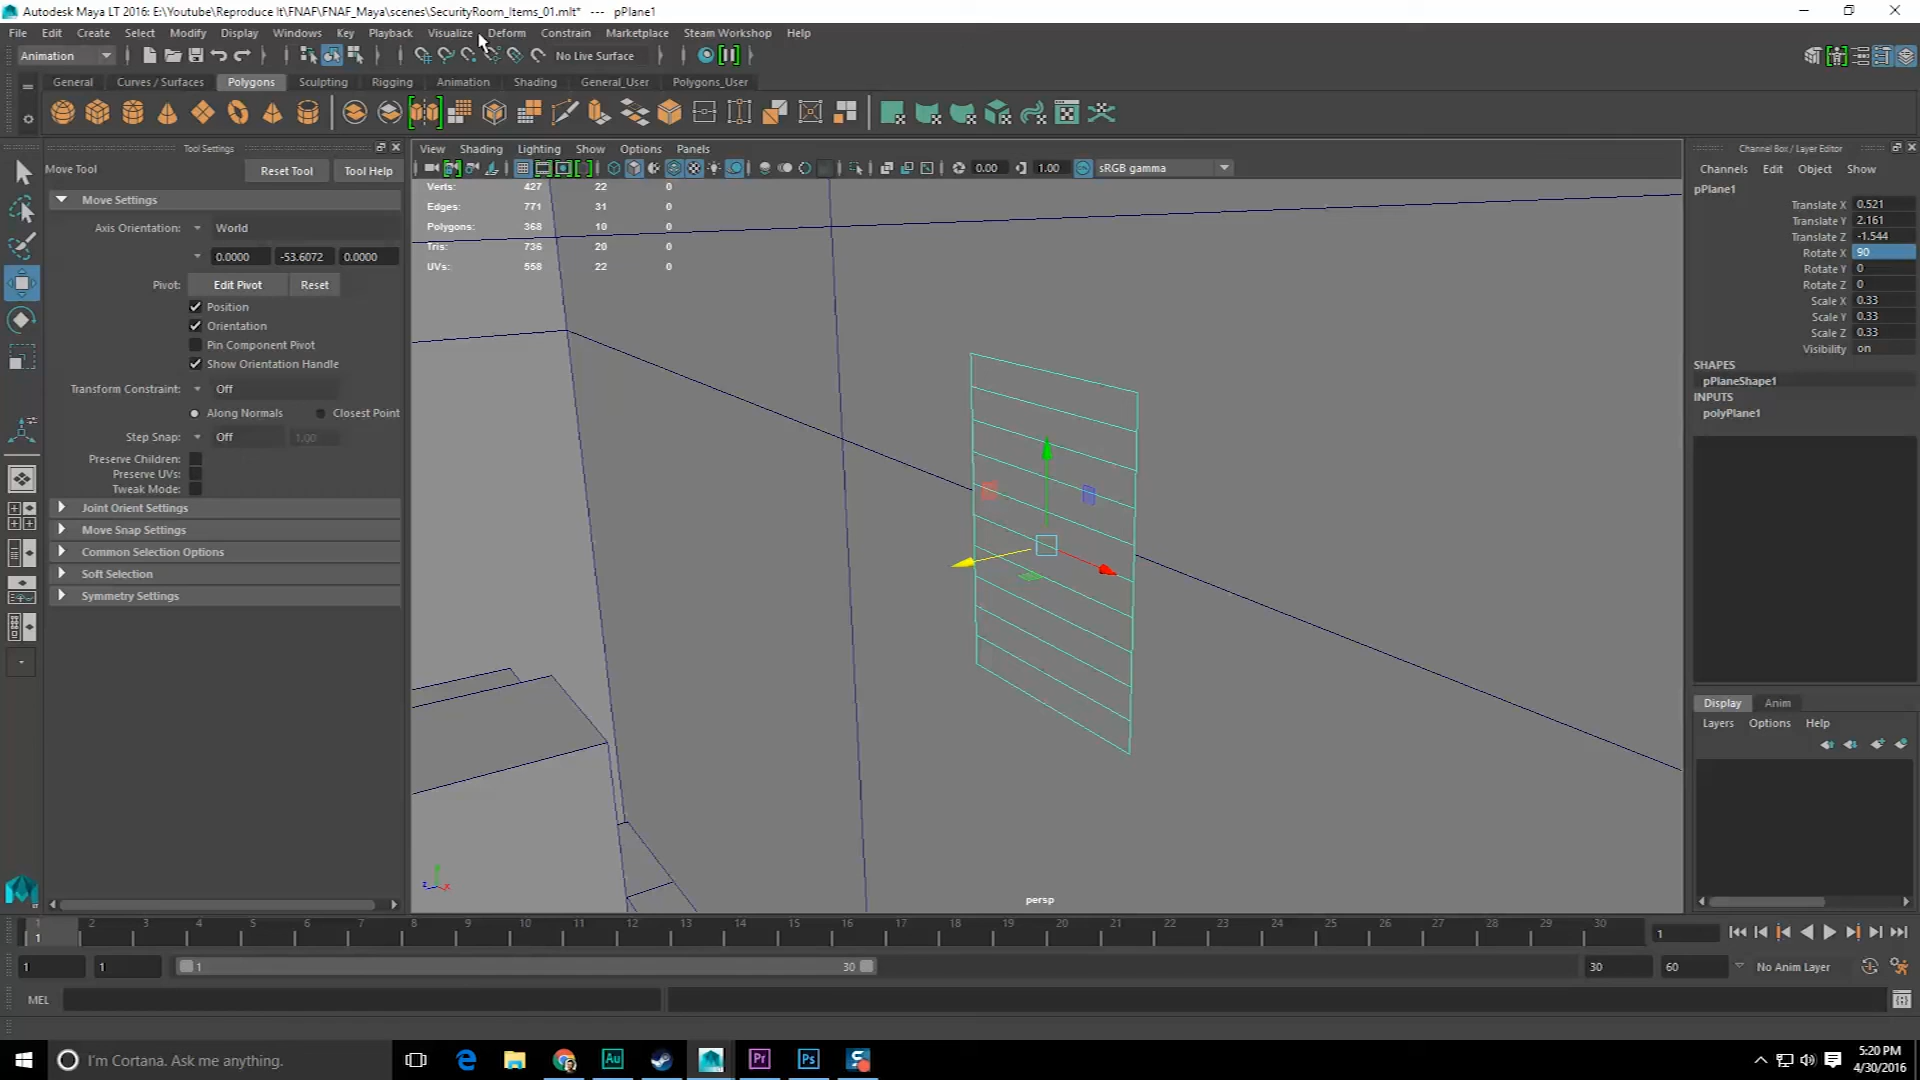 Autodesk Maya LT 2016: E:\Youtube\Reproduce It\FNAF\FNAF_Maya\scenes\SecurityRoom_Items_01.mlt* --- pPlane1
File Edit Create Select Modify Display Windows Key Playback Visualize Deform Constrain Marketplace Steam Workshop Help
Animation No Live Surface
General Curves / Surfaces Polygons Sculpting Rigging Animation Shading General_User Polygons_User
Tool Settings
Move Tool Reset Tool Tool Help
Move Settings
Axis Orientation: World
0.0000 -53.6072 0.0000
Pivot: Edit Pivot Reset
Position
Orientation
Pin Component Pivot
Show Orientation Handle
Transform Constraint: Off
Along Normals Closest Point
Step Snap: Off 1.00
Preserve Children:
Preserve UVs:
Tweak Mode:
Joint Orient Settings
Move Snap Settings
Common Selection Options
Soft Selection
Symmetry Settings
View Shading Lighting Show Options Panels
0.00 1.00 sRGB gamma
Verts: 427 22 0
Edges: 771 31 0
Polygons: 368 10 0
Tris: 736 20 0
UVs: 558 22 0
z x
persp
Channel Box / Layer Editor
Channels Edit Object Show
pPlane1
Translate X 0.521
Translate Y 2.161
Translate Z -1.544
Rotate X 90
Rotate Y 0
Rotate Z 0
Scale X 0.33
Scale Y 0.33
Scale Z 0.33
Visibility on
SHAPES
pPlaneShape1
INPUTS
polyPlane1
Display Anim
Layers Options Help
1 2 3 4 5 6 7 8 9 10 11 12 13 14 15 16 17 18 19 20 21 22 23 24 25 26 27 28 29 30
1 1
1 1 1 30 30 60 No Anim Layer
MEL
I'm Cortana. Ask me anything.
Au Pr Ps
5:20 PM
4/30/2016